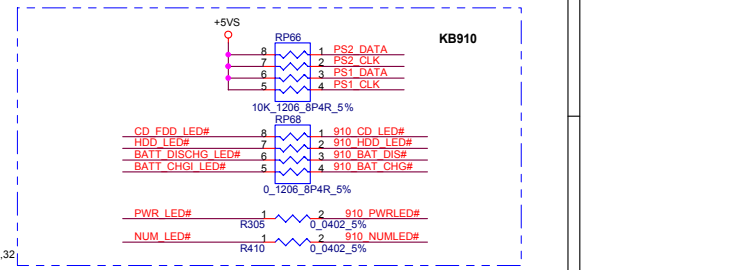 +5VS
RP66
KB910
8 1 PS2_DATA
7 2 PS2_CLK
6 3 PS1_DATA
5 4 PS1_CLK
10K_1206_8P4R_5%
RP68
CD_FDD_LED# 8 1 910_CD_LED#
HDD_LED# 7 2 910_HDD_LED#
BATT_DISCHG_LED# 6 3 910_BAT_DIS#
BATT_CHGI_LED# 5 4 910_BAT_CHG#
0_1206_8P4R_5%
PWR_LED# 1 2 910_PWRLED#
R305 0_0402_5%
NUM_LED# 1 2 910_NUMLED#
R410 0_0402_5%
,32